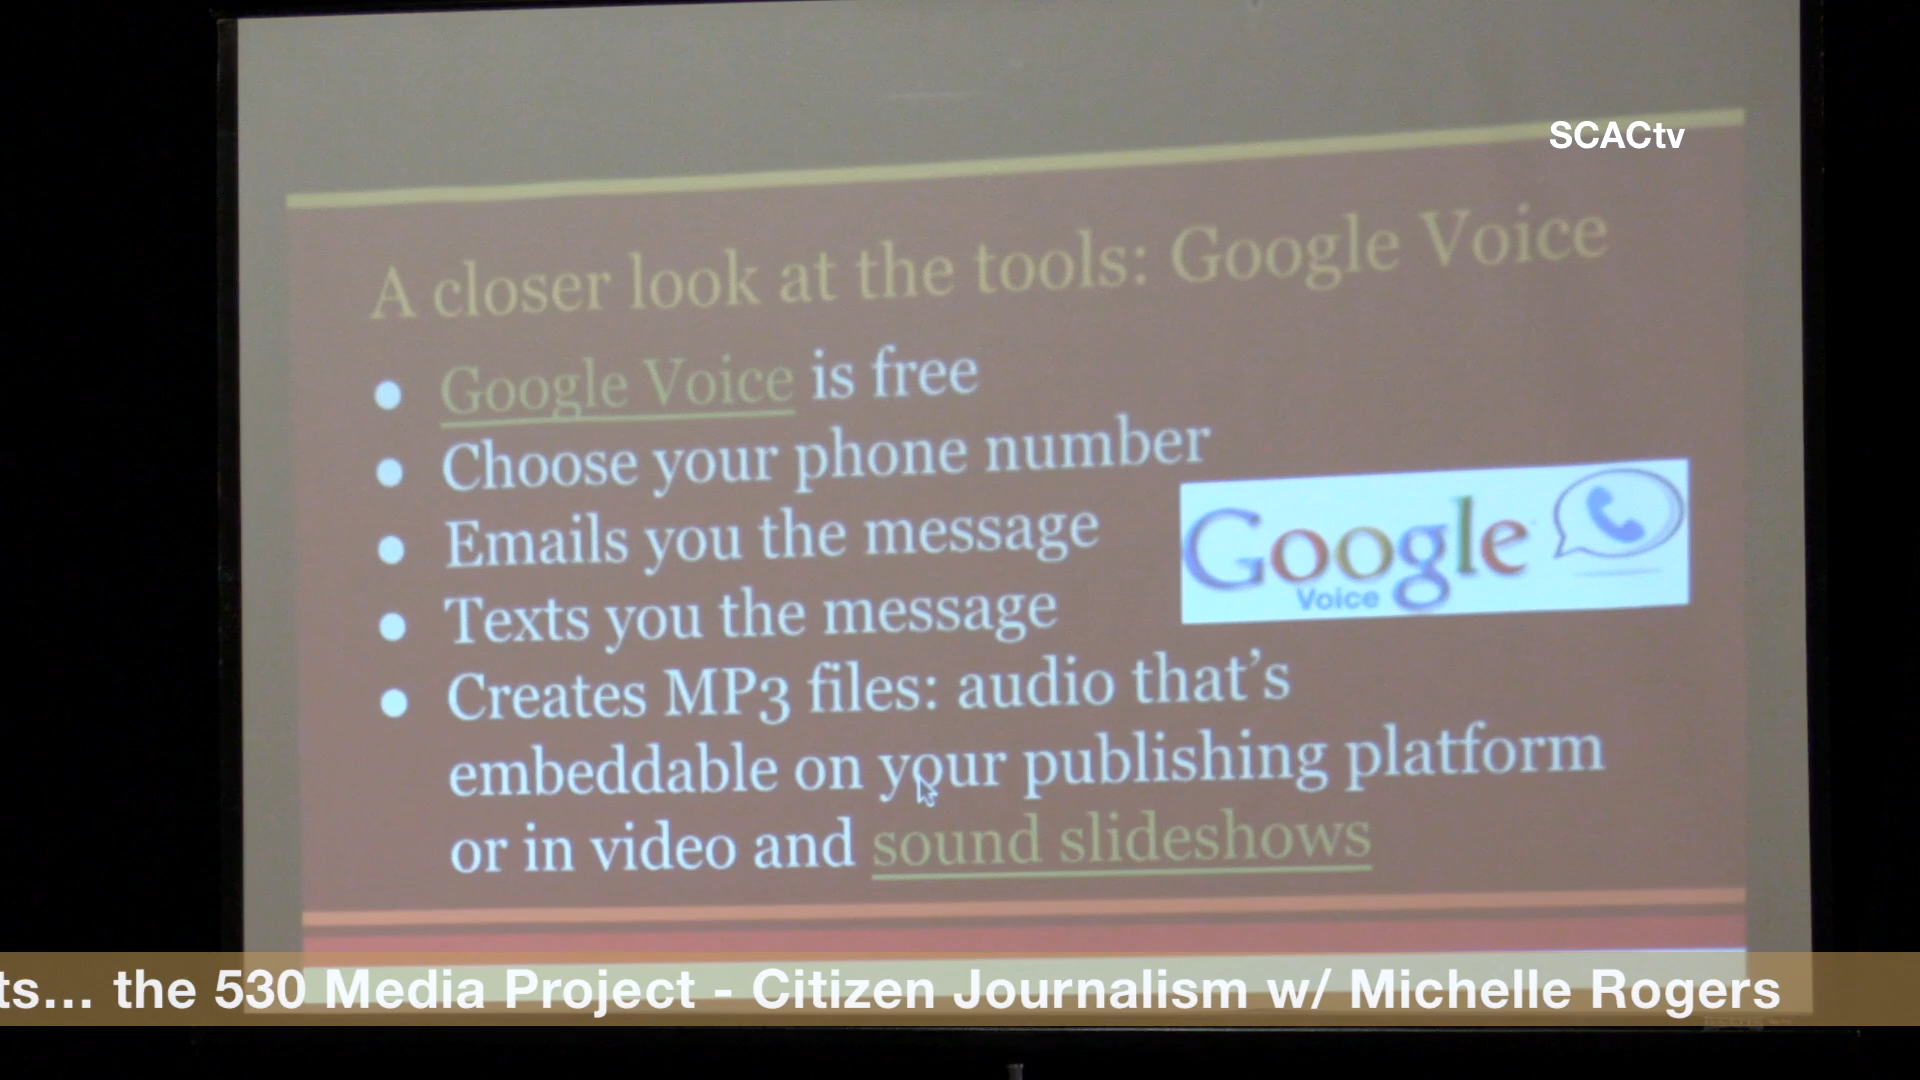 SCACtv
A closer look at the tools: Google Voice
● Google Voice is free
● Choose your phone number
● Emails you the message
● Texts you the message
Google
Voice
● Creates MP3 files: audio that’s
embeddable on your publishing platform
or in video and sound slideshows
ts... the 530 Media Project - Citizen Journalism w/ Michelle Rogers